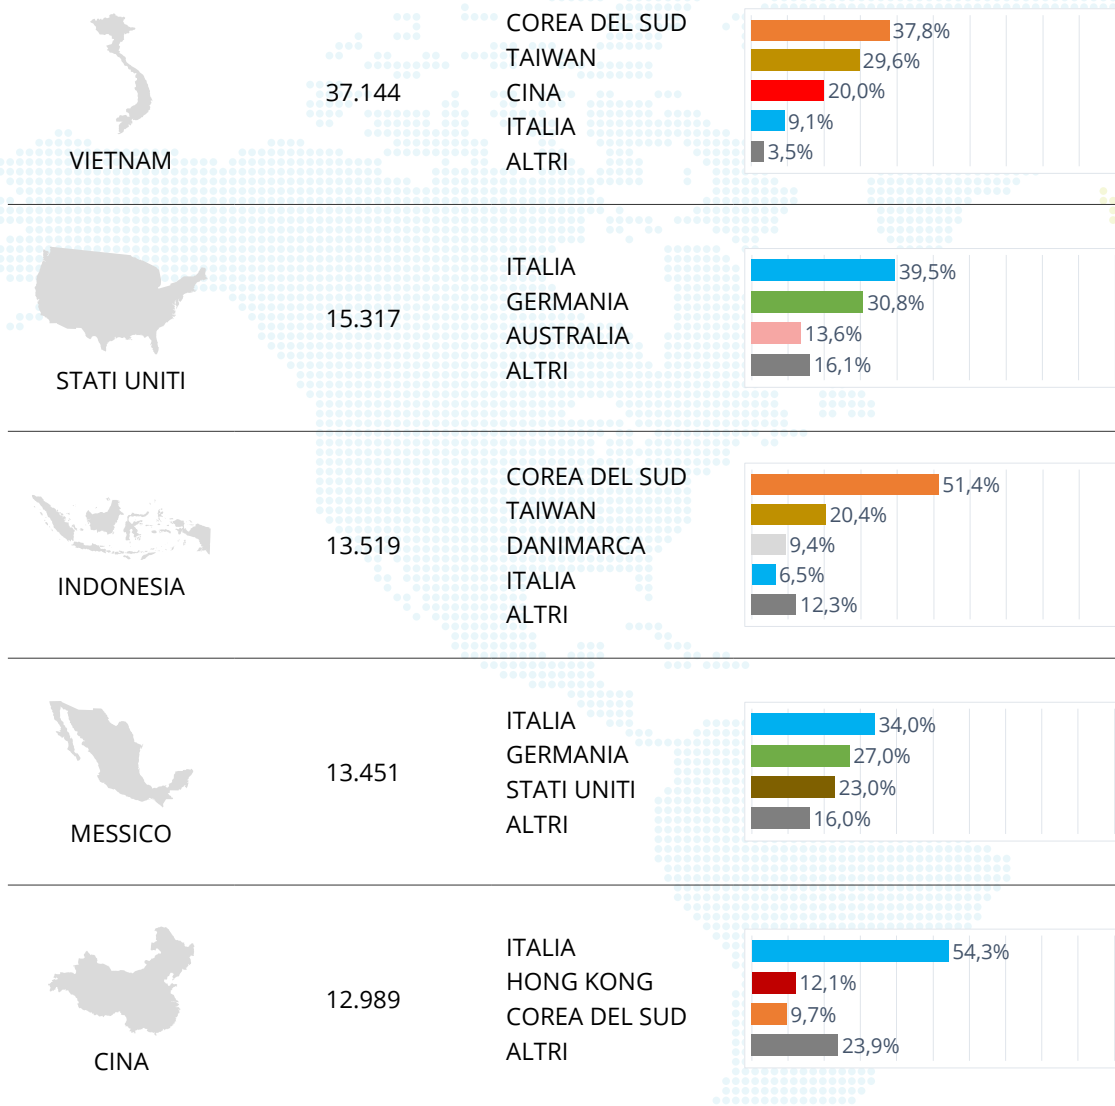 VIETNAM
37.144
COREA DEL SUD
TAIWAN
CINA
ITALIA
ALTRI
37,8%
29,6%
20,0%
9,1%
3,5%
STATI UNITI
15.317
ITALIA
GERMANIA
AUSTRALIA
ALTRI
39,5%
30,8%
13,6%
16,1%
INDONESIA
13.519
COREA DEL SUD
TAIWAN
DANIMARCA
ITALIA
ALTRI
51,4%
20,4%
9,4%
6,5%
12,3%
MESSICO
13.451
ITALIA
GERMANIA
STATI UNITI
ALTRI
34,0%
27,0%
23,0%
16,0%
CINA
12.989
ITALIA
HONG KONG
COREA DEL SUD
ALTRI
54,3%
12,1%
9,7%
23,9%